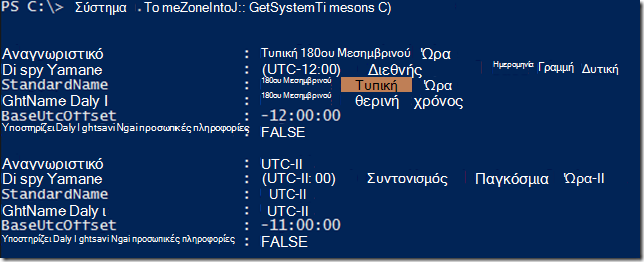 PS C:\> Σύστημα .To meZoneIntoJ:: GetSystemTi mesons C)
Αναγνωριστικό : Τυπική 180ου Μεσημβρινού Ώρα
Di spy Yamane : (UTC-12:00) Διεθνής Ημερομηνία Γραμμή Δυτική
StandardName : 180ου Μεσημβρινού Τυπική Ώρα
GhtName Daly I : 180ου Μεσημβρινού θερινή χρόνος
BaseUtcOffset : -12:00:00
Υποστηρίζει Daly I ghtsavi Ngai προσωπικές πληροφορίες : FALSE
Αναγνωριστικό : UTC-II
Di spy Yamane : (UTC-II: 00) Συντονισμός Παγκόσμια Ώρα-II
StandardName : UTC-II
GhtName Daly ι : UTC-II
BaseUtcOffset : -11:00:00
Υποστηρίζει Daly I ghtsavi Ngai προσωπικές πληροφορίες : FALSE